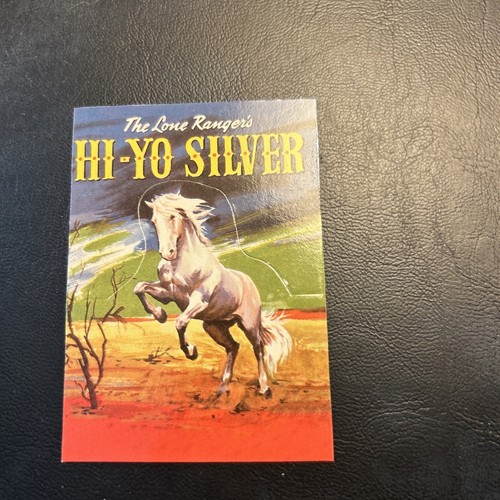 The Lone Ranger's
HI-YO SILVER